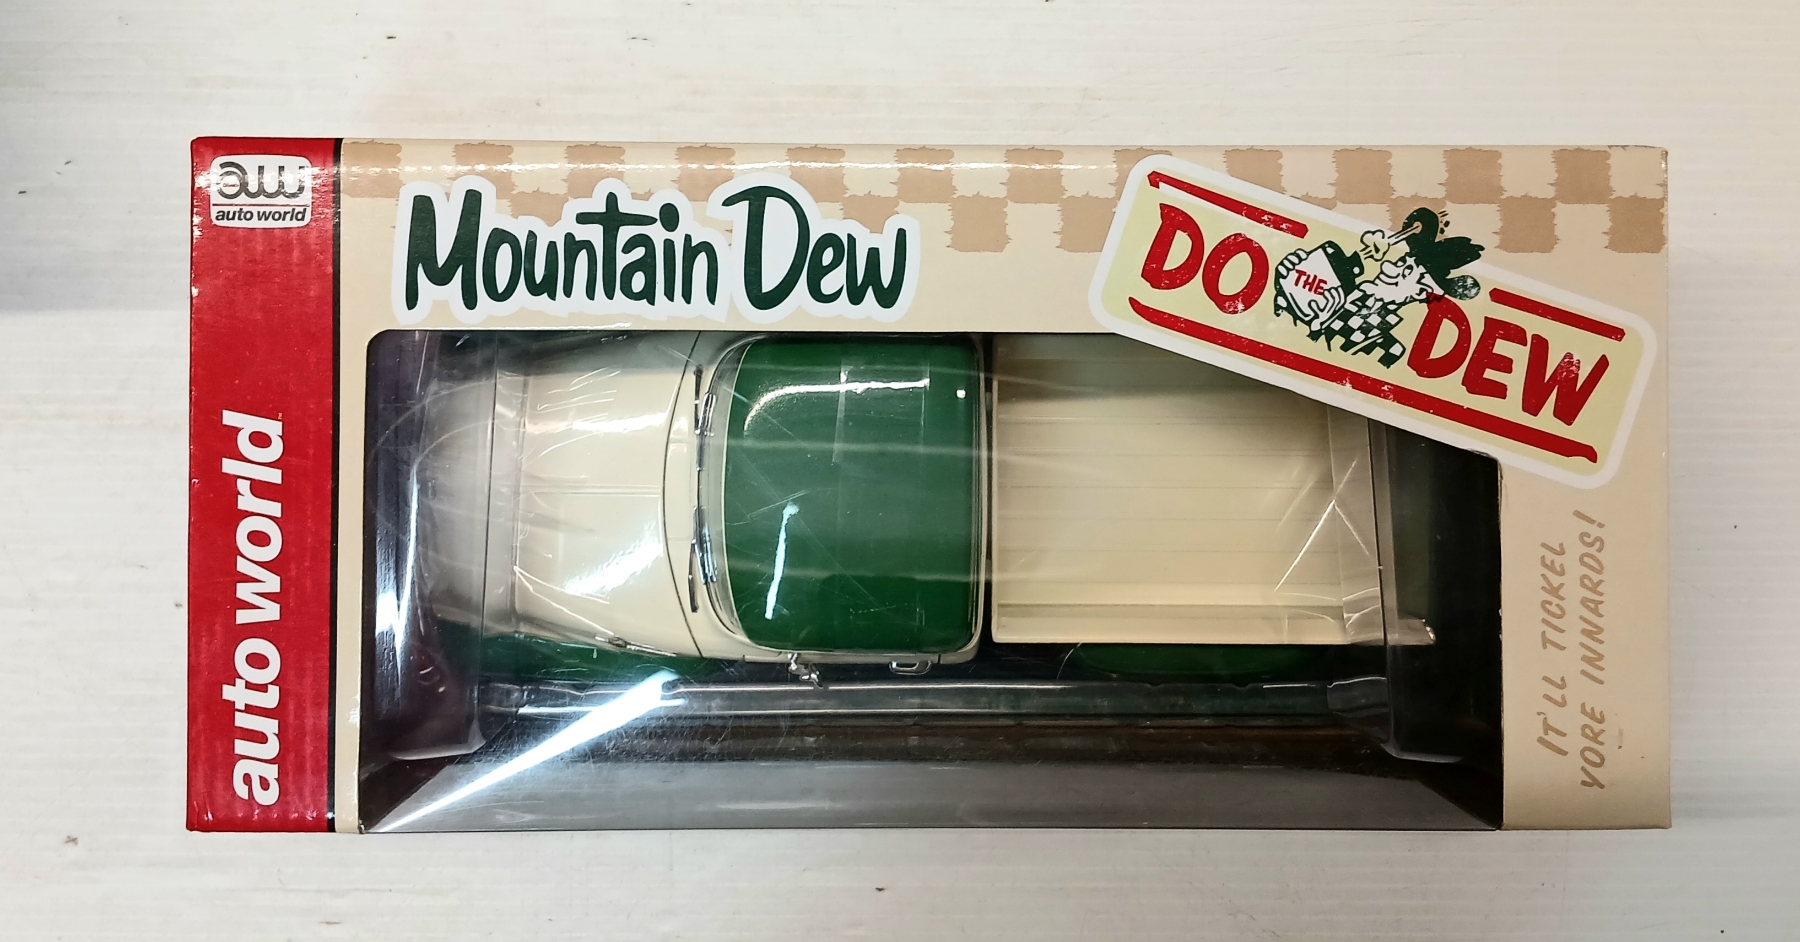 aw
auto world
auto world
Mountain Dew
DO THE DEW
IT'LL TICKEL
YORE INNARDS!